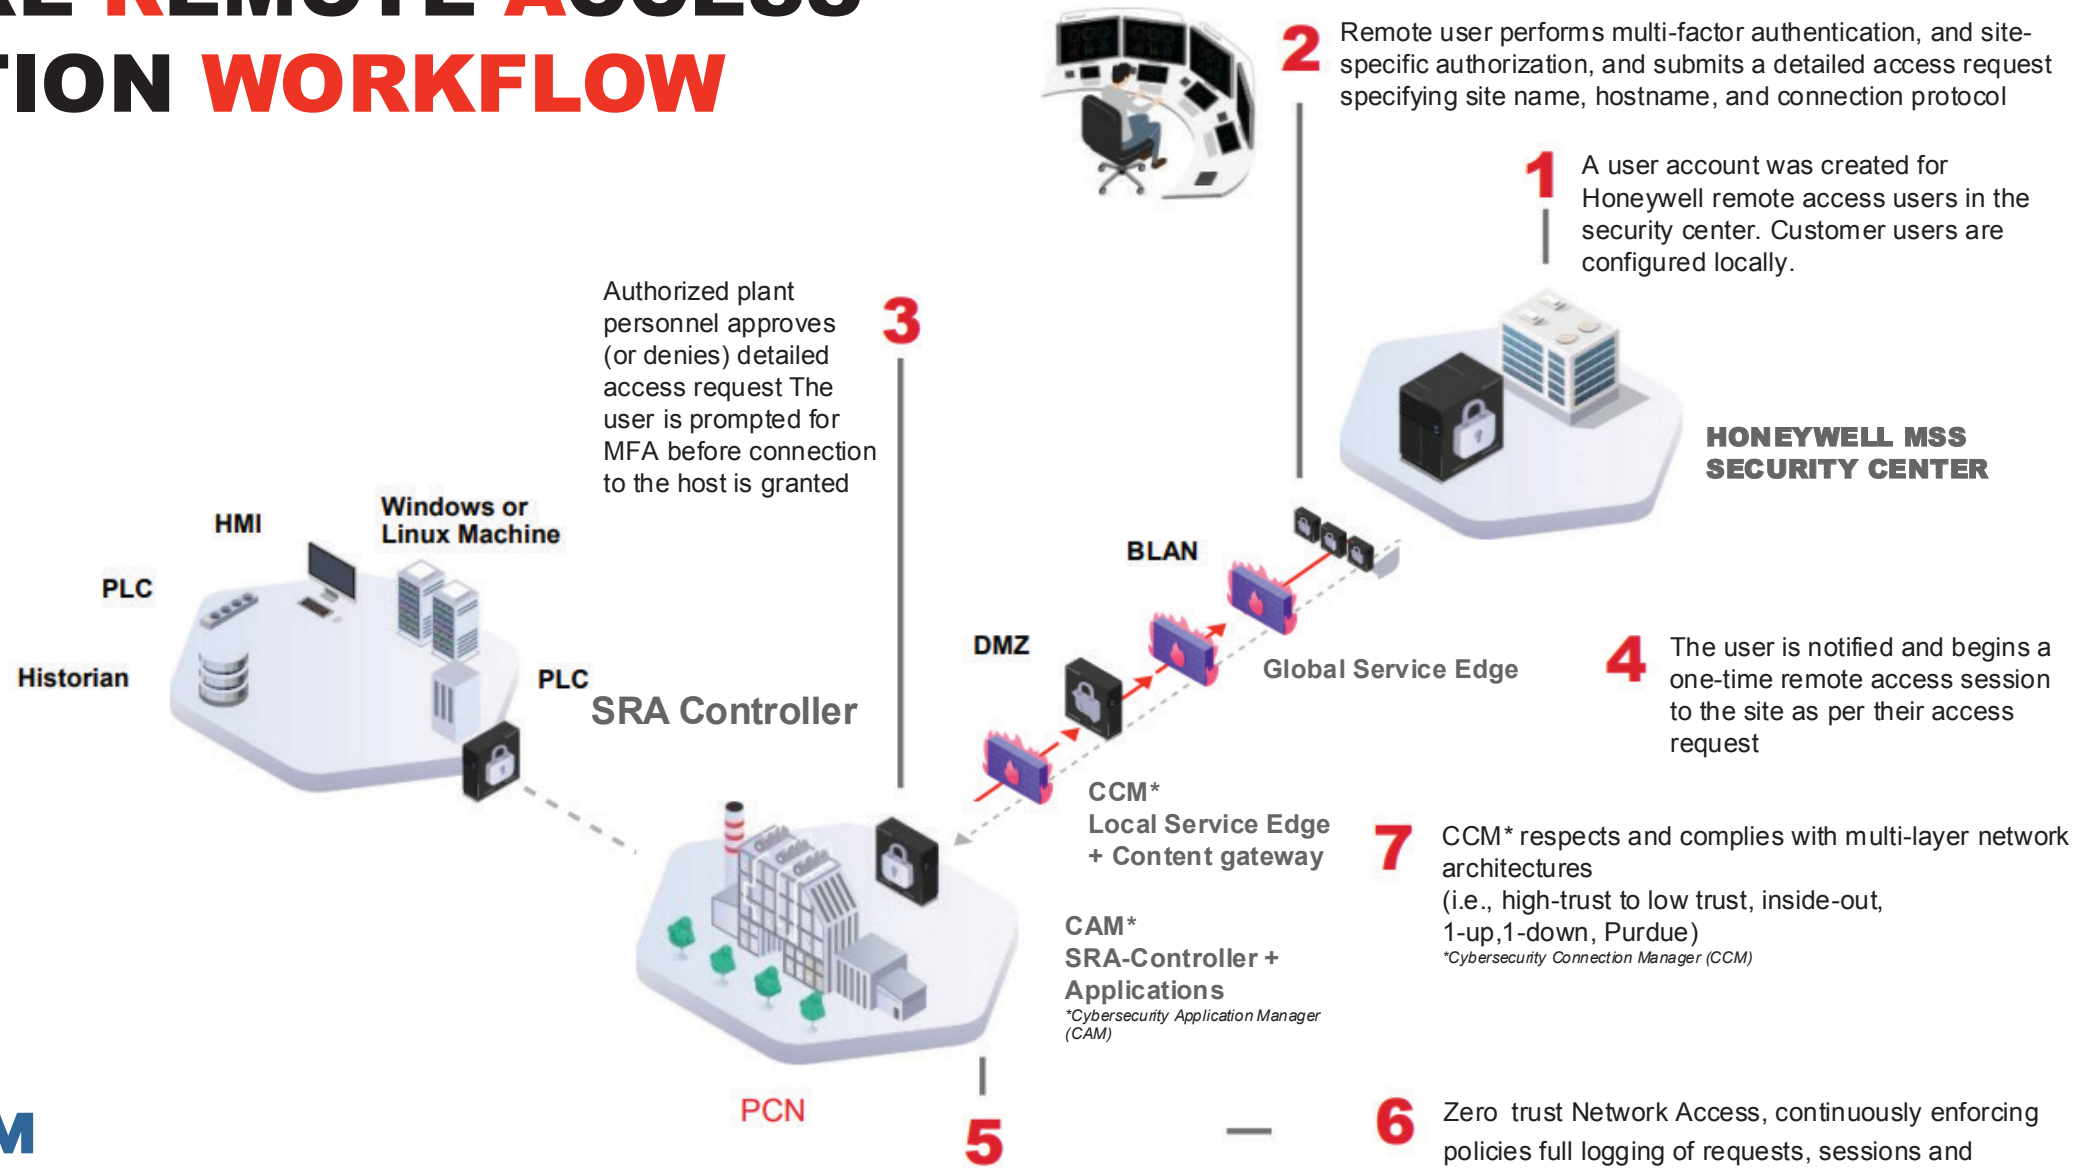 REMOTE ACCESS
TION WORKFLOW
2
Remote user performs multi-factor authentication, and site-
specific authorization, and submits a detailed access request
specifying site name, hostname, and connection protocol
1
A user account was created for
Honeywell remote access users in the
security center. Customer users are
configured locally.
Authorized plant
personnel approves
(or denies) detailed
access request The
user is prompted for
MFA before connection
to the host is granted
3
HONEYWELL MSS
SECURITY CENTER
HMI
Windows or
Linux Machine
PLC
Historian
PLC
SRA Controller
BLAN
DMZ
Global Service Edge
4
The user is notified and begins a
one-time remote access session
to the site as per their access
request
CCM*
Local Service Edge
+ Content gateway
7
CCM* respects and complies with multi-layer network
architectures
(i.e., high-trust to low trust, inside-out,
1-up,1-down, Purdue)
*Cybersecurity Connection Manager (CCM)
CAM*
SRA-Controller +
Applications
*Cybersecurity Application Manager
(CAM)
PCN
5
6
Zero trust Network Access, continuously enforcing
policies full logging of requests, sessions and
M